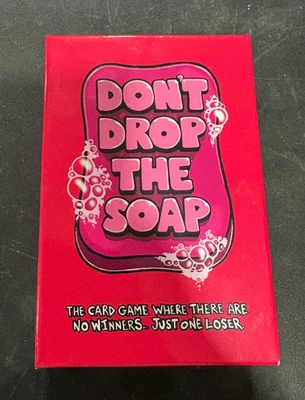 DON'T
DROP
THE
SOAP
THE CARD GAME WHERE THERE ARE
NO WINNERS... JUST ONE LOSER.